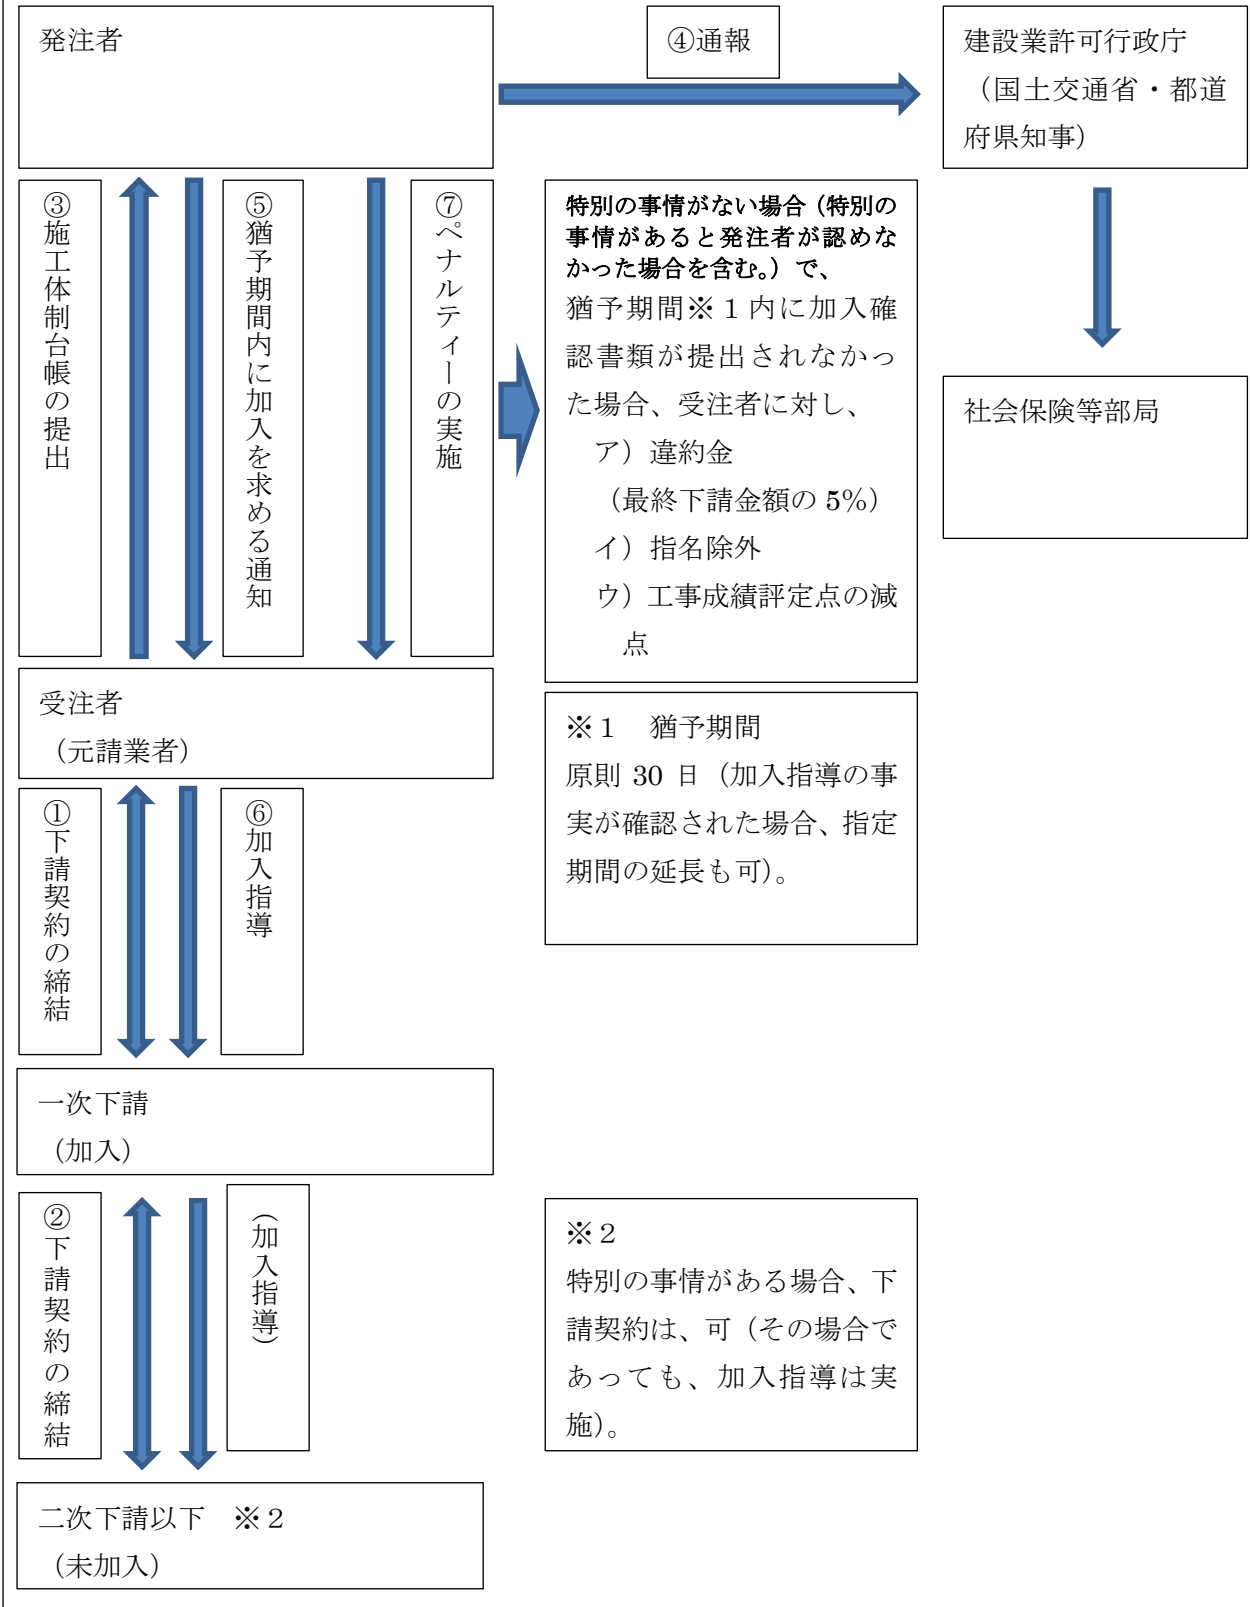 発注者
④通報
建設業許可行政庁
（国土交通省・都道
府県知事）
③施工体制台帳の提出
⑤猶予期間内に加入を求める通知
⑦ペナルティーの実施
特別の事情がない場合（特別の
事情があると発注者が認めな
かった場合を含む。）で、
猶予期間※１内に加入確
認書類が提出されなかっ
た場合、受注者に対し、
ア）違約金
（最終下請金額の 5%）
イ）指名除外
ウ）工事成績評定点の減
点
社会保険等部局
受注者
（元請業者）
※１　猶予期間
原則 30 日（加入指導の事
実が確認された場合、指定
期間の延長も可）。
①下請契約の締結
⑥加入指導
一次下請
（加入）
②下請契約の締結
（加入指導）
※２
特別の事情がある場合、下
請契約は、可（その場合で
あっても、加入指導は実
施）。
二次下請以下　※２
（未加入）